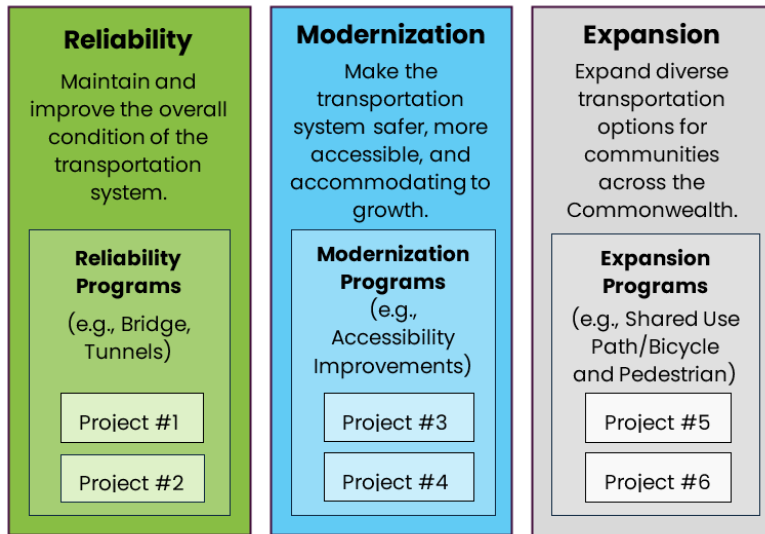 Reliability
Maintain and
improve the overall
condition of the
transportation
system.
Reliability
Programs
(e.g., Bridge,
Tunnels)
Project #1
Project #2
Modernization
Make the
transportation
system safer, more
accessible, and
accommodating to
growth.
Modernization
Programs
(e.g.,
Accessibility
Improvements)
Project #3
Project #4
Expansion
Expand diverse
transportation
options for
communities
across the
Commonwealth.
Expansion
Programs
(e.g., Shared Use
Path/Bicycle
and Pedestrian)
Project #5
Project #6